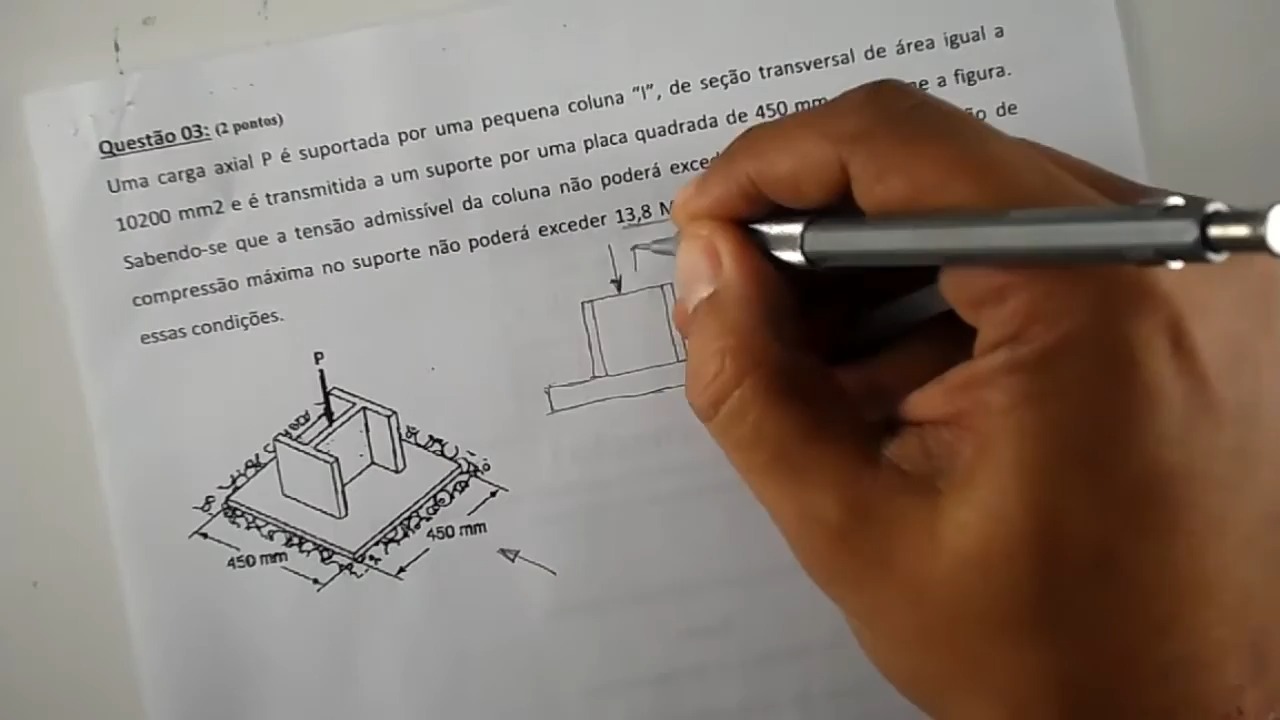 Questão 03: (2 pontos)
Uma carga axial P é suportada por uma pequena coluna “I”, de seção transversal de área igual a
10200 mm2 e é transmitida a um suporte por uma placa quadrada de 450 mm a figura.
Sabendo-se que a tensão admissível da coluna não poderá de
compressão máxima no suporte não poderá exceder 13,8
essas condições.
P
450 mm
450 mm